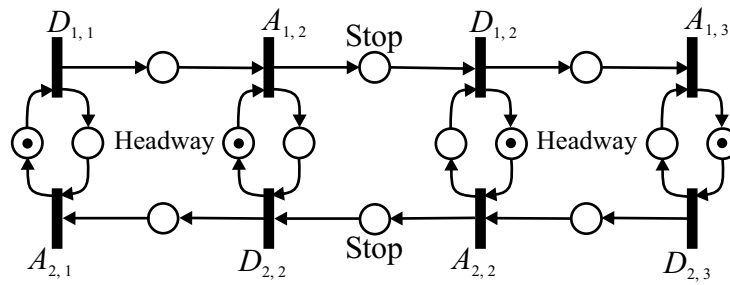 D1, 1 A1, 2 Stop D1, 2 A1, 3
Headway Headway
A2, 1 D2, 2 Stop A2, 2 D2, 3